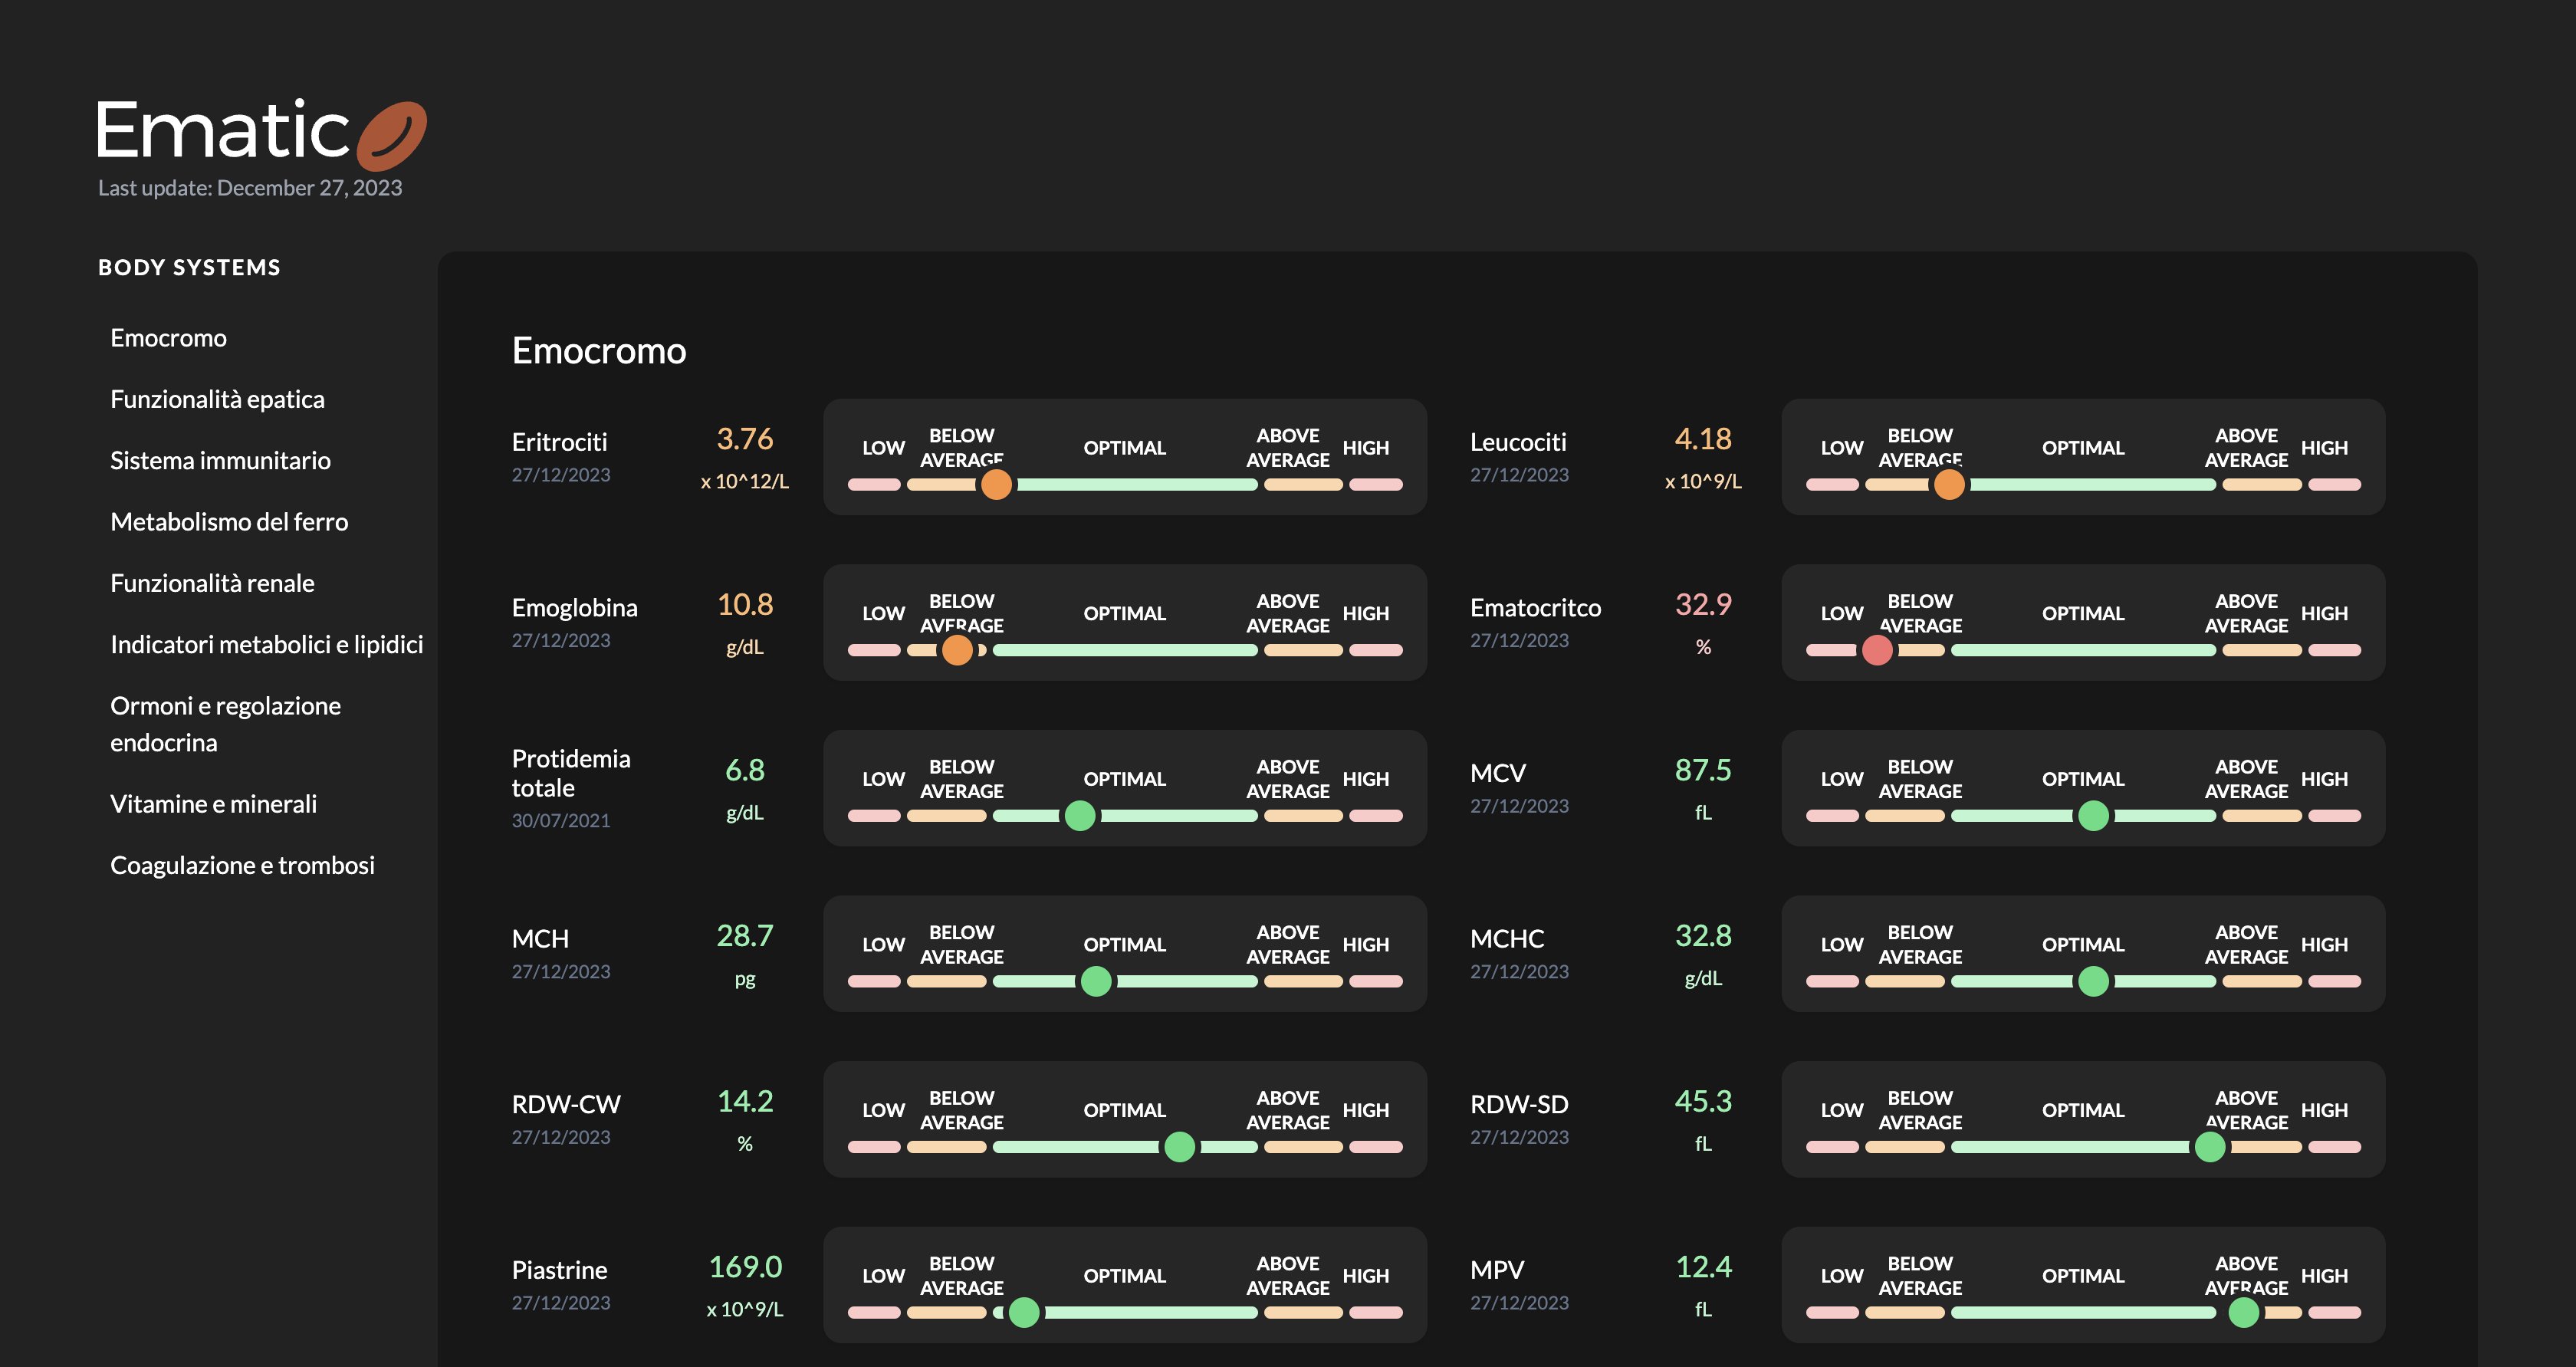 Ematic
Last update: December 27, 2023
BODY SYSTEMS
Emocromo
Funzionalità epatica
Sistema immunitario
Metabolismo del ferro
Funzionalità renale
Indicatori metabolici e lipidici
Ormoni e regolazione
endocrina
Vitamine e minerali
Coagulazione e trombosi
Emocromo
Eritrociti
27/12/2023
3.76
x 10^12/L
LOW
BELOW
AVERAGE
OPTIMAL
ABOVE
AVERAGE
HIGH
Leucociti
27/12/2023
4.18
x 10^9/L
LOW
BELOW
AVERAGE
OPTIMAL
ABOVE
AVERAGE
HIGH
Emoglobina
27/12/2023
10.8
g/dL
LOW
BELOW
AVERAGE
OPTIMAL
ABOVE
AVERAGE
HIGH
Ematocritco
27/12/2023
32.9
%
LOW
BELOW
AVERAGE
OPTIMAL
ABOVE
AVERAGE
HIGH
Protidemia
totale
30/07/2021
6.8
g/dL
LOW
BELOW
AVERAGE
OPTIMAL
ABOVE
AVERAGE
HIGH
MCV
27/12/2023
87.5
fL
LOW
BELOW
AVERAGE
OPTIMAL
ABOVE
AVERAGE
HIGH
MCH
27/12/2023
28.7
pg
LOW
BELOW
AVERAGE
OPTIMAL
ABOVE
AVERAGE
HIGH
MCHC
27/12/2023
32.8
g/dL
LOW
BELOW
AVERAGE
OPTIMAL
ABOVE
AVERAGE
HIGH
RDW-CW
27/12/2023
14.2
%
LOW
BELOW
AVERAGE
OPTIMAL
ABOVE
AVERAGE
HIGH
RDW-SD
27/12/2023
45.3
fL
LOW
BELOW
AVERAGE
OPTIMAL
ABOVE
AVERAGE
HIGH
Piastrine
27/12/2023
169.0
x 10^9/L
LOW
BELOW
AVERAGE
OPTIMAL
ABOVE
AVERAGE
HIGH
MPV
27/12/2023
12.4
fL
LOW
BELOW
AVERAGE
OPTIMAL
ABOVE
AVERAGE
HIGH